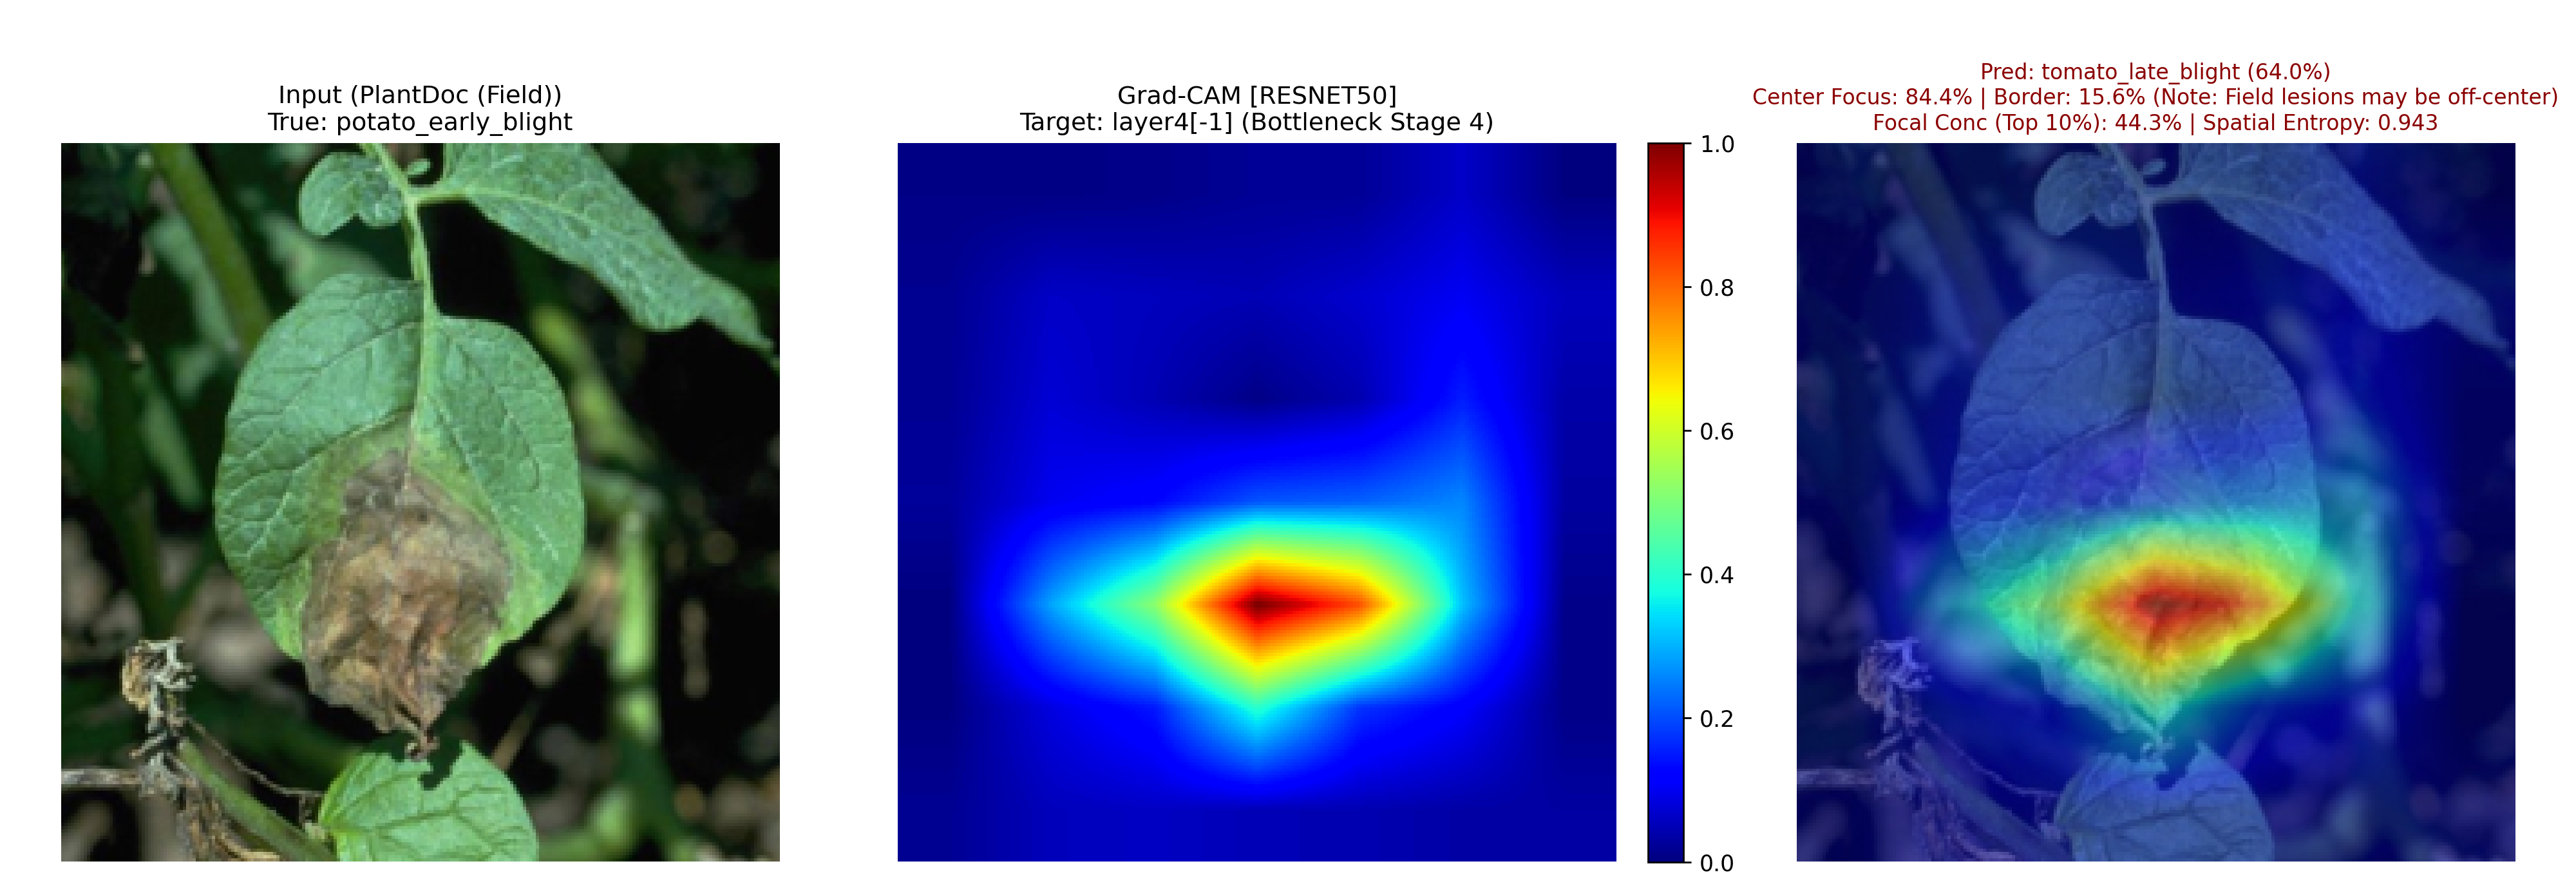 Input (PlantDoc (Field))
True: potato_early_blight
Grad-CAM [RESNET50]
Target: layer4[-1] (Bottleneck Stage 4)
1.0
0.8
0.6
0.4
0.2
0.0
Pred: tomato_late_blight (64.0%)
Center Focus: 84.4% | Border: 15.6% (Note: Field lesions may be off-center)
Focal Conc (Top 10%): 44.3% | Spatial Entropy: 0.943